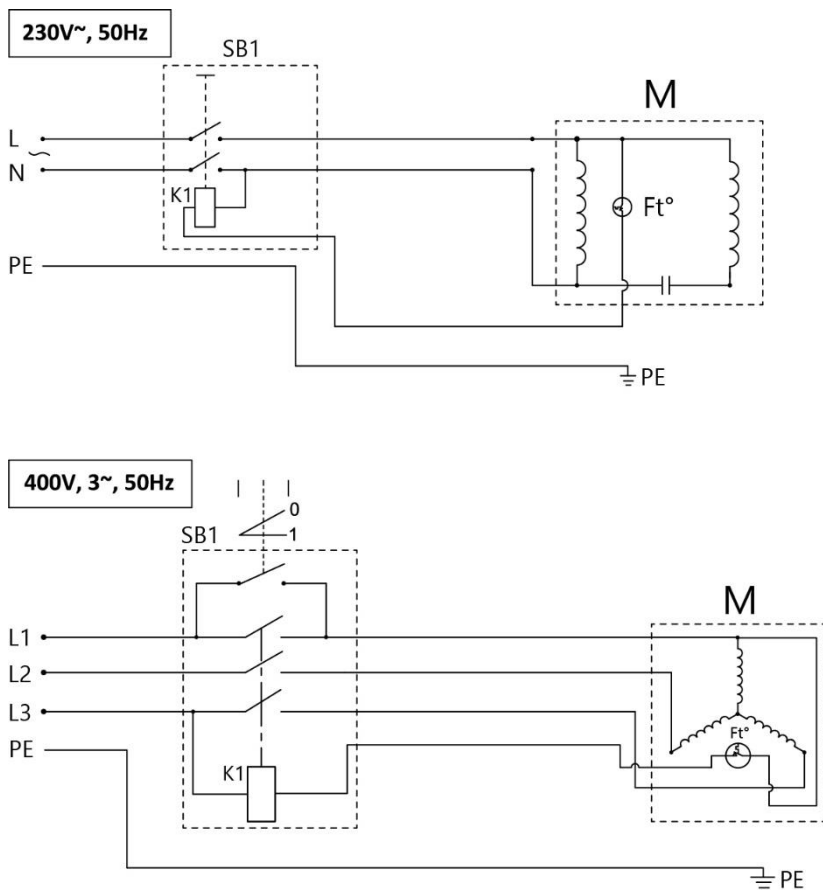 230V~, 50Hz
SB1
M
L
~
N
K1
Ft°
PE
PE
400V, 3~, 50Hz
0
1
SB1
M
L1
L2
L3
Ft°
PE
K1
PE